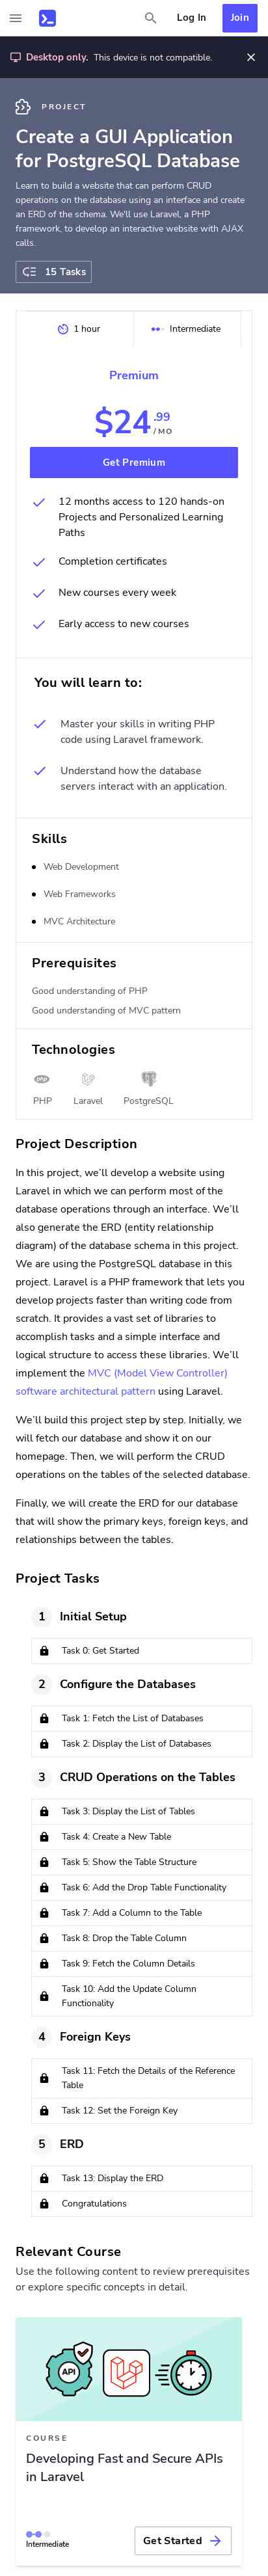 Log In
Join
Desktop only. This device is not compatible.
PROJECT
Create a GUI Application
for PostgreSQL Database
Learn to build a website that can perform CRUD
operations on the database using an interface and create
an ERD of the schema. We'll use Laravel, a PHP
framework, to develop an interactive website with AJAX
calls.
15 Tasks
1 hour
Intermediate
Premium
$24 .99
/ MO
Get Premium
12 months access to 120 hands-on
Projects and Personalized Learning
Paths
Completion certificates
New courses every week
Early access to new courses
You will learn to:
Master your skills in writing PHP
code using Laravel framework.
Understand how the database
servers interact with an application.
Skills
Web Development
Web Frameworks
MVC Architecture
Prerequisites
Good understanding of PHP
Good understanding of MVC pattern
Technologies
php
PHP
Laravel
PostgreSQL
Project Description
In this project, we’ll develop a website using
Laravel in which we can perform most of the
database operations through an interface. We’ll
also generate the ERD (entity relationship
diagram) of the database schema in this project.
We are using the PostgreSQL database in this
project. Laravel is a PHP framework that lets you
develop projects faster than writing code from
scratch. It provides a vast set of libraries to
accomplish tasks and a simple interface and
logical structure to access these libraries. We’ll
implement the MVC (Model View Controller)
software architectural pattern using Laravel.
We’ll build this project step by step. Initially, we
will fetch our database and show it on our
homepage. Then, we will perform the CRUD
operations on the tables of the selected database.
Finally, we will create the ERD for our database
that will show the primary keys, foreign keys, and
relationships between the tables.
Project Tasks
1 Initial Setup
Task 0: Get Started
2 Configure the Databases
Task 1: Fetch the List of Databases
Task 2: Display the List of Databases
3 CRUD Operations on the Tables
Task 3: Display the List of Tables
Task 4: Create a New Table
Task 5: Show the Table Structure
Task 6: Add the Drop Table Functionality
Task 7: Add a Column to the Table
Task 8: Drop the Table Column
Task 9: Fetch the Column Details
Task 10: Add the Update Column
Functionality
4 Foreign Keys
Task 11: Fetch the Details of the Reference
Table
Task 12: Set the Foreign Key
5 ERD
Task 13: Display the ERD
Congratulations
Relevant Course
Use the following content to review prerequisites
or explore specific concepts in detail.
API
COURSE
Developing Fast and Secure APIs
in Laravel
Intermediate
Get Started